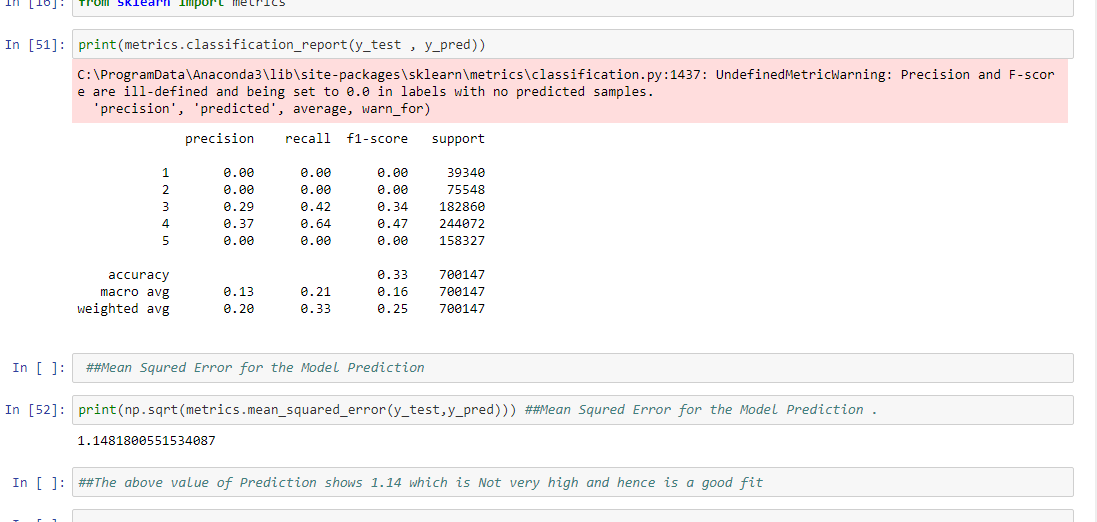 In [16]: from sklearn import metrics
In [51]: print(metrics.classification_report(y_test , y_pred))
C:\ProgramData\Anaconda3\lib\site-packages\sklearn\metrics\classification.py:1437: UndefinedMetricWarning: Precision and F-scor
e are ill-defined and being set to 0.0 in labels with no predicted samples.
'precision', 'predicted', average, warn_for)
precision recall f1-score support
1 0.00 0.00 0.00 39340
2 0.00 0.00 0.00 75548
3 0.29 0.42 0.34 182860
4 0.37 0.64 0.47 244072
5 0.00 0.00 0.00 158327
accuracy 0.33 700147
macro avg 0.13 0.21 0.16 700147
weighted avg 0.20 0.33 0.25 700147
In [ ]: ##Mean Squred Error for the Model Prediction
In [52]: print(np.sqrt(metrics.mean_squared_error(y_test,y_pred))) ##Mean Squred Error for the Model Prediction .
1.1481800551534087
In [ ]: ##The above value of Prediction shows 1.14 which is Not very high and hence is a good fit
In [ ]: